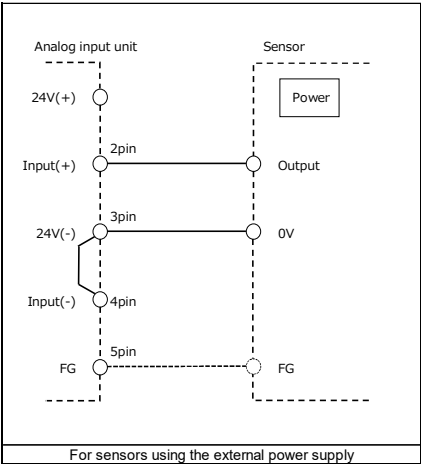 Analog input unit Sensor
24V(+) Power
2pin
Input(+) Output
3pin
24V(-) 0V
Input(-) 4pin
5pin
FG FG
For sensors using the external power supply